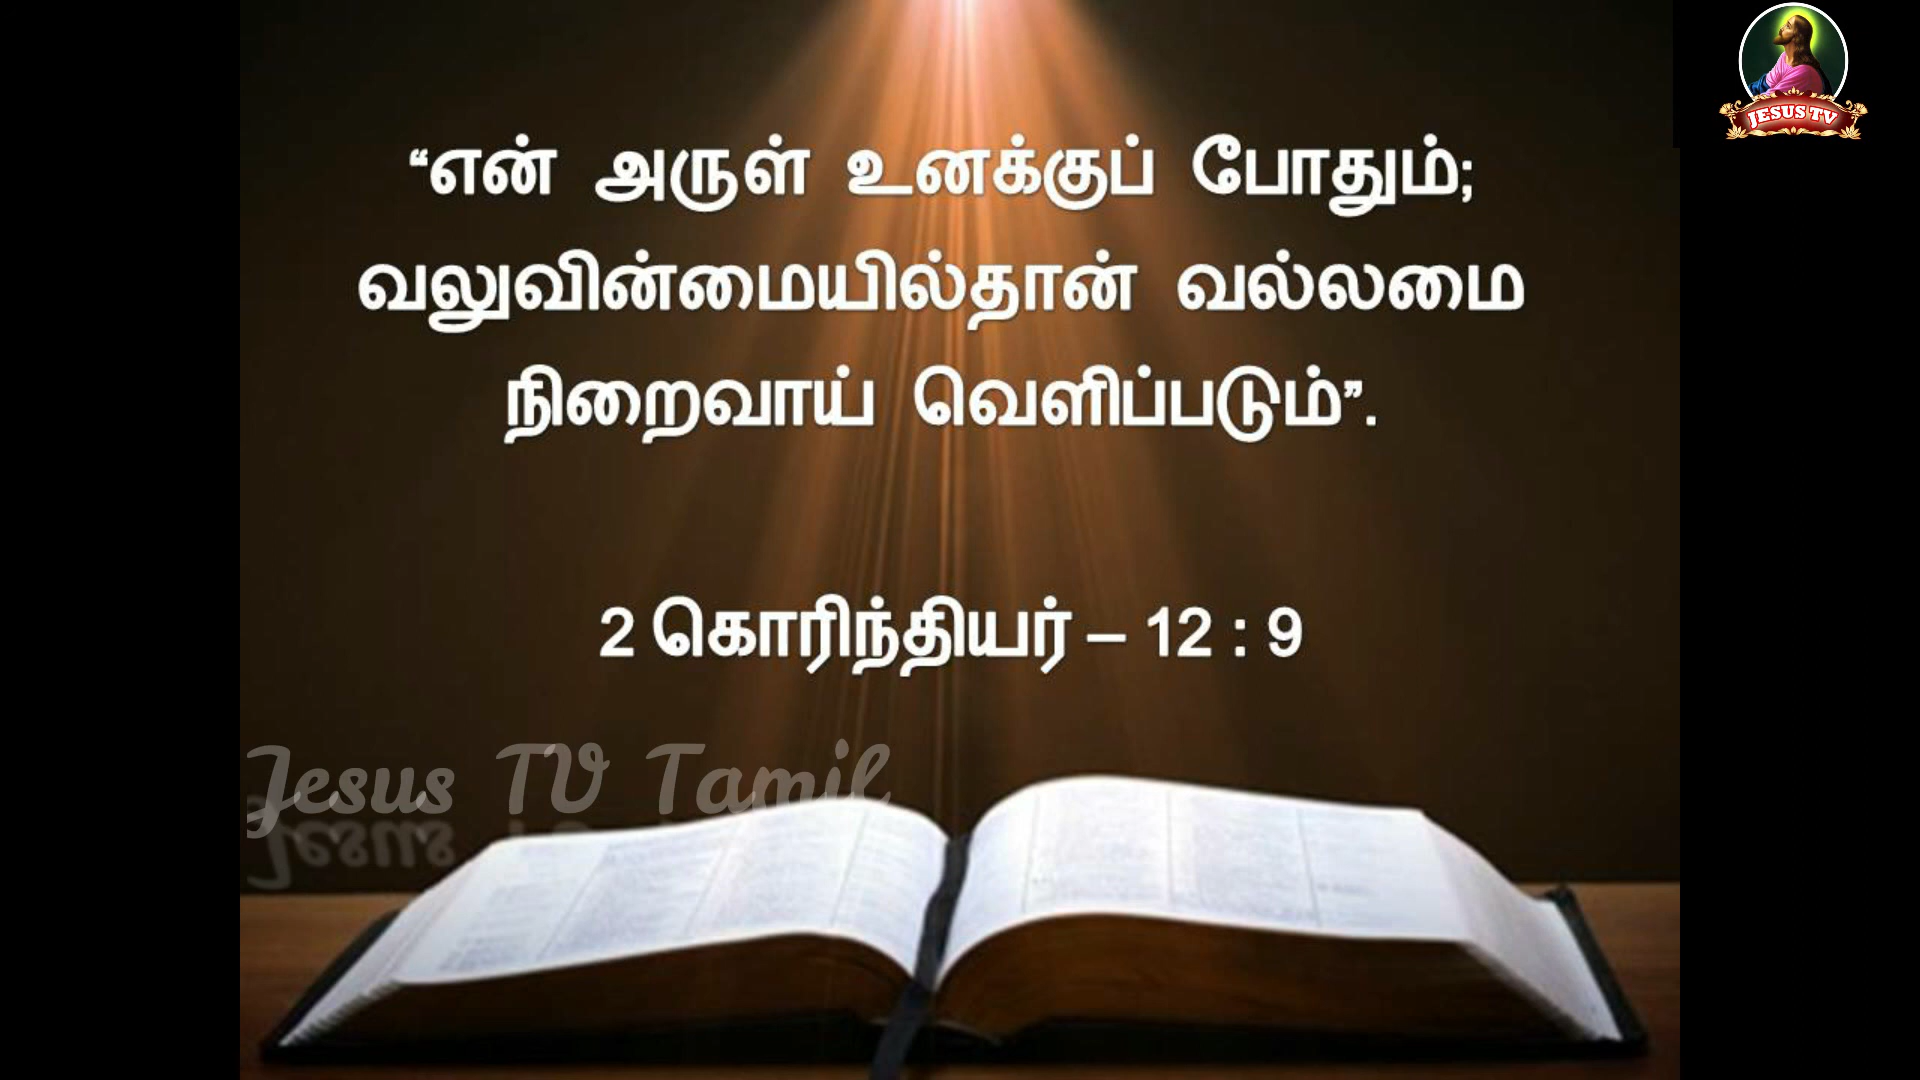 “என் அருள் உனக்குப் போதும்;
வலுவின்மையில்தான் வல்லமை
நிறைவாய் வெளிப்படும்”.
2 கொரிந்தியர் – 12 : 9
Jesus TV Tamil
JESUS TV